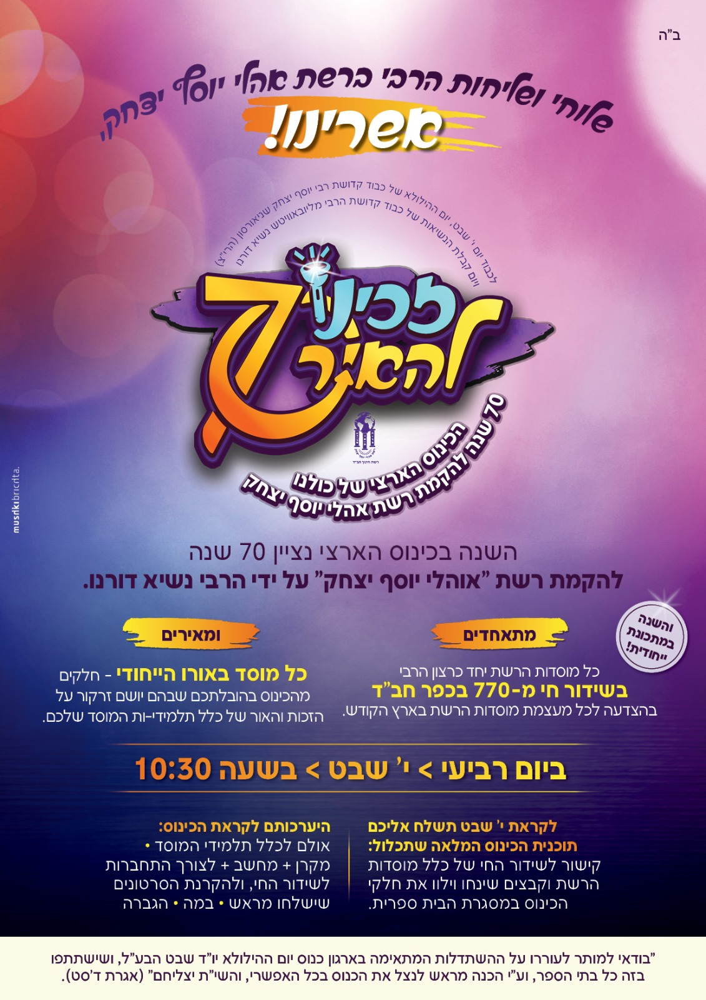 ב"ה
שלוחי ושליחות הרבי ברשת אהלי יוסף יצחק,
אשרינו!
לכבוד יום י' שבט, יום ההילולא של כבוד קדושת רבי יוסף יצחק שניאורסון (הרי"צ)
ויום קבלת הנשיאות של כבוד קדושת הרבי מליובאוויטש נשיא דורנו
זכינו
להאיר לך
הכינוס הארצי של כולנו
70 שנה להקמת רשת אהלי יוסף יצחק
רשת חינוך חב"ד
mushkibrichta.
השנה בכינוס הארצי נציין 70 שנה
להקמת רשת "אוהלי יוסף יצחק" על ידי הרבי נשיא דורנו.
והשנה
במתכונת
ייחודית!
מתאחדים
כל מוסדות הרשת יחד כרצון הרבי
בשידור חי מ-770 בכפר חב"ד
בהצדעה לכל מעצמת מוסדות הרשת בארץ הקודש.
ומאירים
כל מוסד באורו הייחודי - חלקים
מהכינוס בהובלתכם שבהם יושם זרקור על
הזכות והאור של כלל תלמידי-ות המוסד שלכם.
ביום רביעי > י' שבט > בשעה 10:30
לקראת י' שבט תשלח אליכם
תוכנית הכינוס המלאה שתכלול:
קישור לשידור החי של כלל מוסדות
הרשת וקבצים שינחו וילוו את חלקי
הכינוס במסגרת הבית ספרית.
היערכותם לקראת הכינוס:
אולם לכלל תלמידי המוסד •
מקרן + מחשב + לצורך התחברות
לשידור החי, ולהקרנת הסרטונים
שישלחו מראש • במה • הגברה
"בודאי למותר לעוררו על ההשתדלות המתאימה בארגון כנוס יום ההילולא יו"ד שבט הבע"ל, ושישתתפו
בזה כל בתי הספר, וע"י הכנה מראש לנצל את הכנוס בכל האפשרי, והשי"ת יצליחם" (אגרת ד'סט).